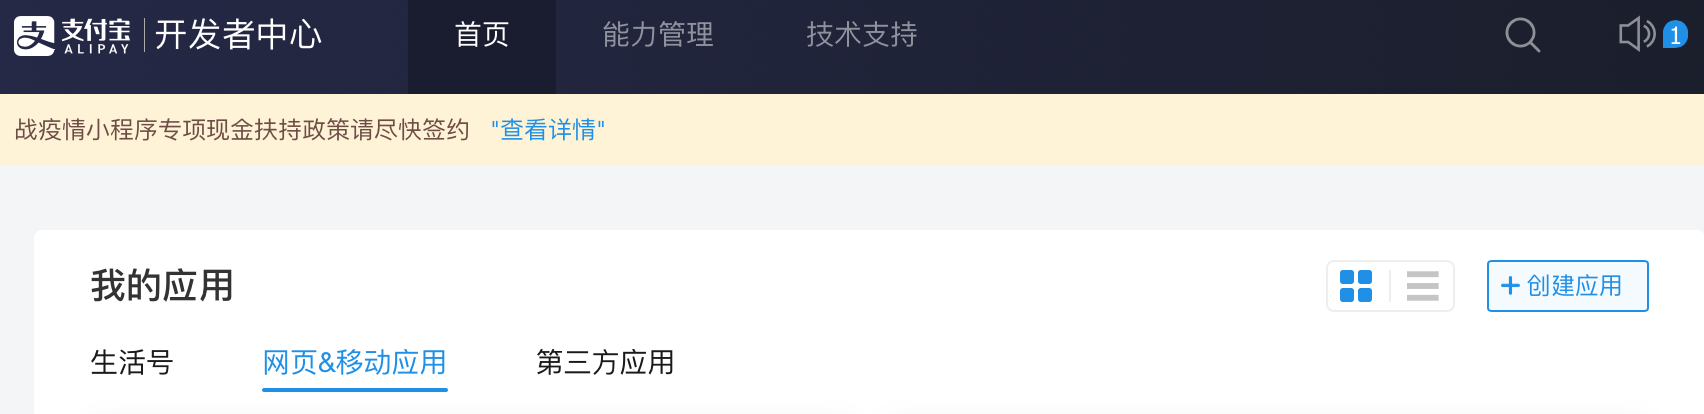 支付宝 ALIPAY 开发者中心 首页 能力管理 技术支持 1
战疫情小程序专项现金扶持政策请尽快签约 "查看详情"
我的应用 + 创建应用
生活号 网页&移动应用 第三方应用